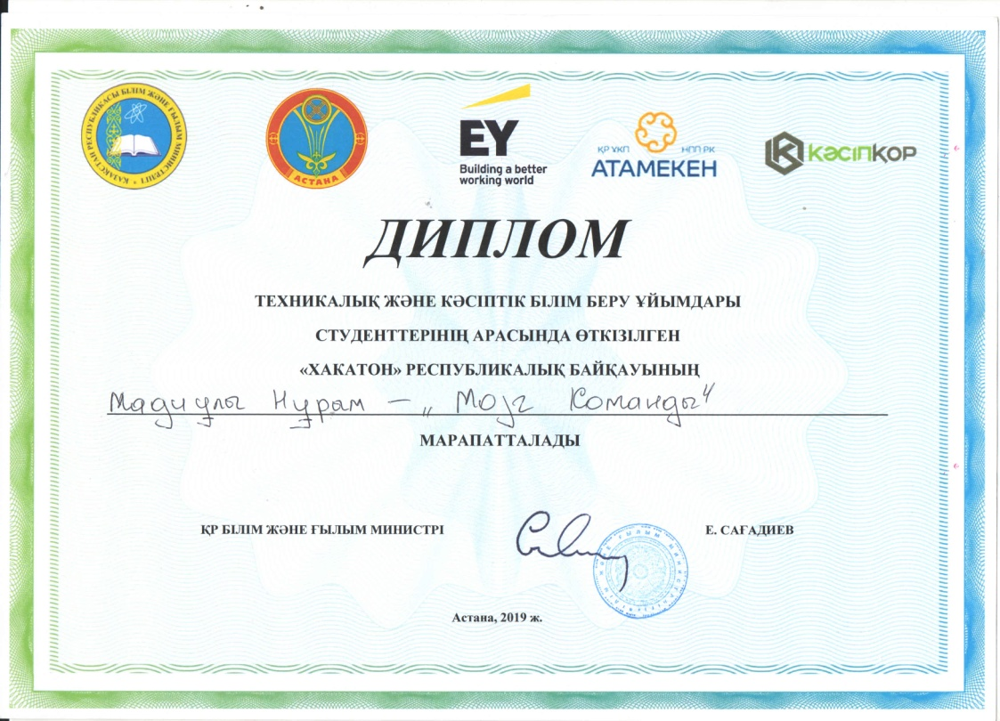 ҚАЗАҚСТАН РЕСПУБЛИКАСЫ БІЛІМ ЖӘНЕ ҒЫЛЫМ МИНИСТРЛІГІ
АСТАНА
EY
Building a better
working world
ҚР ҰКП НПП РК
АТАМЕКЕН
кәсіпқор
ДИПЛОМ
ТЕХНИКАЛЫҚ ЖӘНЕ КӘСІПТІК БІЛІМ БЕРУ ҰЙЫМДАРЫ
СТУДЕНТТЕРІНІҢ АРАСЫНДА ӨТКІЗІЛГЕН
«ХАКАТОН» РЕСПУБЛИКАЛЫҚ БАЙҚАУЫНЫҢ
Мадиұлы Нұрым – „Мозг Команды"
МАРАПАТТАЛАДЫ
ҚР БІЛІМ ЖӘНЕ ҒЫЛЫМ МИНИСТРІ Е. САҒАДИЕВ
Астана, 2019 ж.